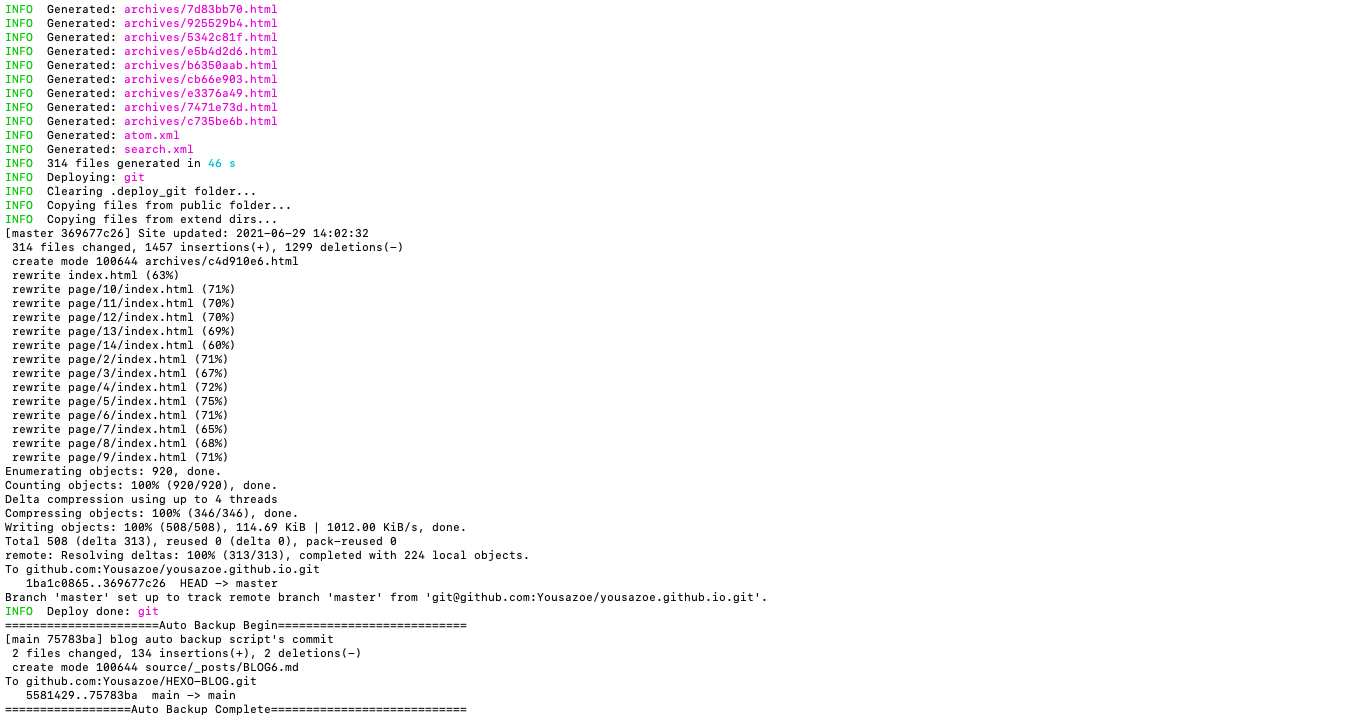 INFO  Generated: archives/7d83bb70.html
INFO  Generated: archives/925529b4.html
INFO  Generated: archives/5342c81f.html
INFO  Generated: archives/e5b4d2d6.html
INFO  Generated: archives/b6350aab.html
INFO  Generated: archives/cb66e903.html
INFO  Generated: archives/e3376a49.html
INFO  Generated: archives/7471e73d.html
INFO  Generated: archives/c735be6b.html
INFO  Generated: atom.xml
INFO  Generated: search.xml
INFO  314 files generated in 46 s
INFO  Deploying: git
INFO  Clearing .deploy_git folder...
INFO  Copying files from public folder...
INFO  Copying files from extend dirs...
[master 369677c26] Site updated: 2021-06-29 14:02:32
 314 files changed, 1457 insertions(+), 1299 deletions(-)
 create mode 100644 archives/c4d910e6.html
 rewrite index.html (63%)
 rewrite page/10/index.html (71%)
 rewrite page/11/index.html (70%)
 rewrite page/12/index.html (70%)
 rewrite page/13/index.html (69%)
 rewrite page/14/index.html (60%)
 rewrite page/2/index.html (71%)
 rewrite page/3/index.html (67%)
 rewrite page/4/index.html (72%)
 rewrite page/5/index.html (75%)
 rewrite page/6/index.html (71%)
 rewrite page/7/index.html (65%)
 rewrite page/8/index.html (68%)
 rewrite page/9/index.html (71%)
Enumerating objects: 920, done.
Counting objects: 100% (920/920), done.
Delta compression using up to 4 threads
Compressing objects: 100% (346/346), done.
Writing objects: 100% (508/508), 114.69 KiB | 1012.00 KiB/s, done.
Total 508 (delta 313), reused 0 (delta 0), pack-reused 0
remote: Resolving deltas: 100% (313/313), completed with 224 local objects.
To github.com:Yousazoe/yousazoe.github.io.git
   1ba1c0865..369677c26  HEAD -> master
Branch 'master' set up to track remote branch 'master' from 'git@github.com:Yousazoe/yousazoe.github.io.git'.
INFO  Deploy done: git
======================Auto Backup Begin===========================
[main 75783ba] blog auto backup script's commit
 2 files changed, 134 insertions(+), 2 deletions(-)
 create mode 100644 source/_posts/BLOG6.md
To github.com:Yousazoe/HEXO-BLOG.git
   5581429..75783ba  main -> main
==================Auto Backup Complete============================